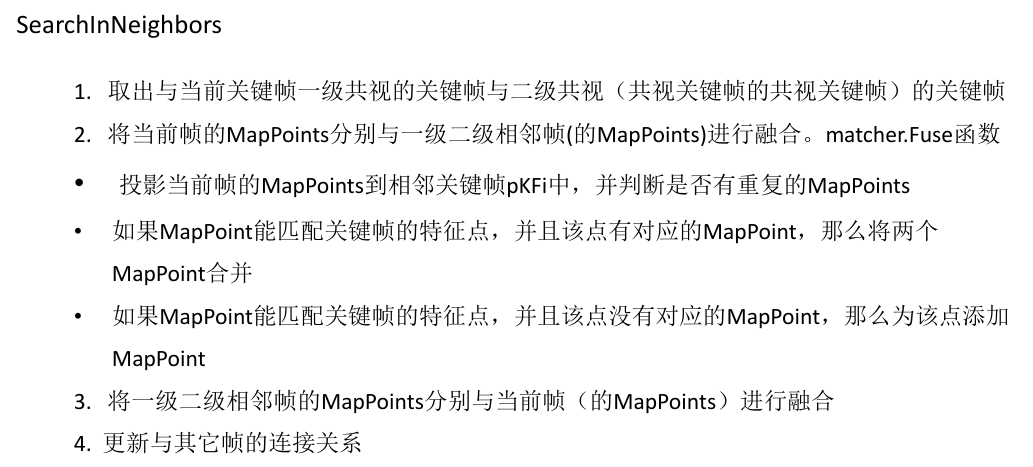 SearchInNeighbors
1. 取出与当前关键帧一级共视的关键帧与二级共视（共视关键帧的共视关键帧）的关键帧
2. 将当前帧的MapPoints分别与一级二级相邻帧(的MapPoints)进行融合。matcher.Fuse函数
• 投影当前帧的MapPoints到相邻关键帧pKFi中，并判断是否有重复的MapPoints
• 如果MapPoint能匹配关键帧的特征点，并且该点有对应的MapPoint，那么将两个
MapPoint合并
• 如果MapPoint能匹配关键帧的特征点，并且该点没有对应的MapPoint，那么为该点添加
MapPoint
3. 将一级二级相邻帧的MapPoints分别与当前帧（的MapPoints）进行融合
4. 更新与其它帧的连接关系